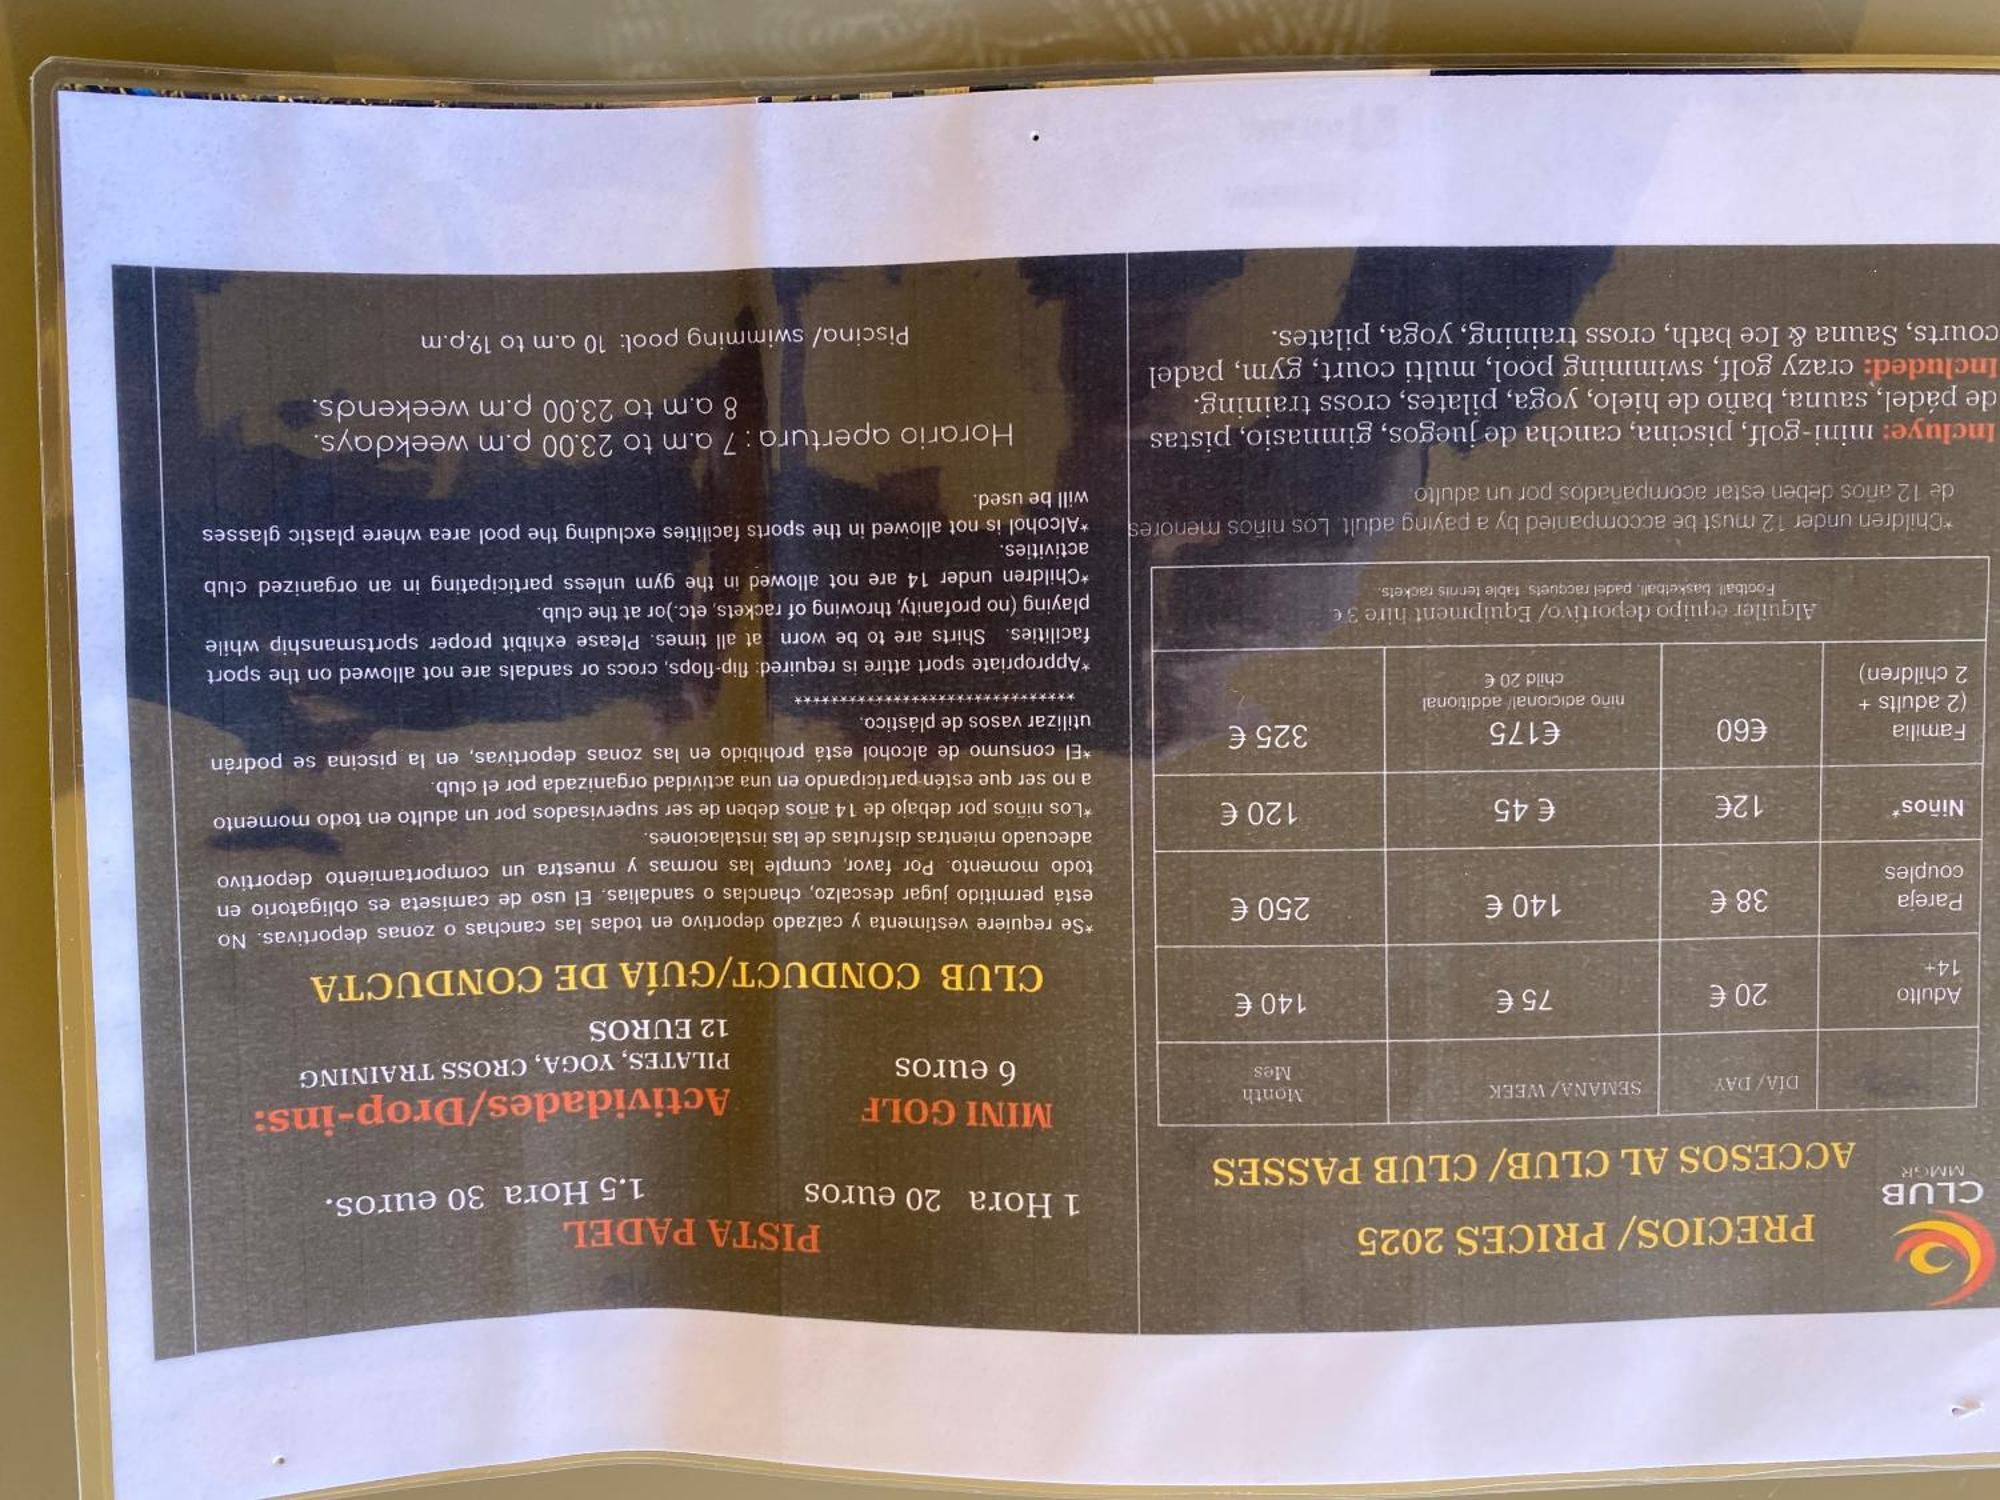 CLUB
MMGR
PRECIOS/ PRICES 2025
ACCESOS AL CLUB/ CLUB PASSES
DÍA/ DAY SEMANA/ WEEK Month
Mes
Adulto
14+ 20 € 75 € 140 €
Pareja
couples 38 € 140 € 250 €
Niños* 12€ € 45 120 €
Familia
(2 adults +
2 children) €60 €175 325 €
niño adicional/ additional
child 20 €
Alquiler equipo deportivo/ Equipment hire 3 €
Football, basketball, padel racquets, table tennis rackets.
*Children under 12 must be accompanied by a paying adult. Los niños menores
de 12 años deben estar acompañados por un adulto
Incluye: mini-golf, piscina, cancha de juegos, gimnasio, pistas
de pádel, sauna, baño de hielo, yoga, pilates, cross training.
Included: crazy golf, swimming pool, multi court, gym, padel
courts, Sauna & Ice bath, cross training, yoga, pilates.
PISTA PADEL
1 Hora 20 euros 1.5 Hora 30 euros.
MINI GOLF
6 euros
Actividades/Drop-ins:
PILATES, YOGA, CROSS TRAINING
12 EUROS
CLUB CONDUCT/GUÍA DE CONDUCTA
*Se requiere vestimenta y calzado deportivo en todas las canchas o zonas deportivas. No
está permitido jugar descalzo, chanclas o sandalias. El uso de camiseta es obligatorio en
todo momento. Por favor, cumple las normas y muestra un comportamiento deportivo
adecuado mientras disfrutas de las instalaciones.
*Los niños por debajo de 14 años deben de ser supervisados por un adulto en todo momento
a no ser que estén participando en una actividad organizada por el club.
*El consumo de alcohol está prohibido en las zonas deportivas, en la piscina se podrán
utilizar vasos de plástico.
*******************************
*Appropriate sport attire is required: flip-flops, crocs or sandals are not allowed on the sport
facilities. Shirts are to be worn at all times. Please exhibit proper sportsmanship while
playing (no profanity, throwing of rackets, etc.)or at the club.
*Children under 14 are not allowed in the gym unless participating in an organized club
activities.
*Alcohol is not allowed in the sports facilities excluding the pool area where plastic glasses
will be used.
Horario apertura : 7 a.m to 23.00 p.m weekdays.
8 a.m to 23.00 p.m weekends.
Piscina/ swimming pool: 10 a.m to 19.p.m